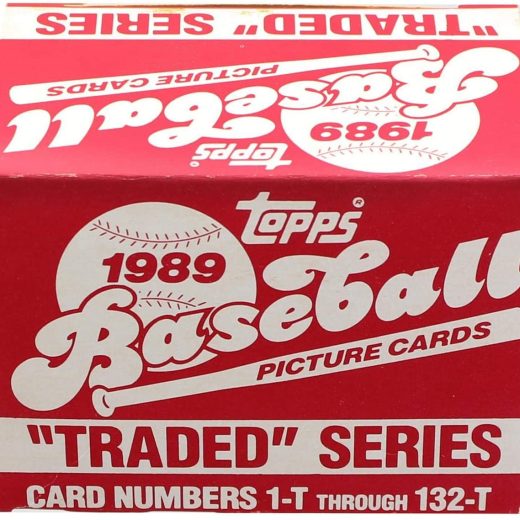 "TRADED" SERIES
PICTURE CARDS
Baseball
1989
TOPPS
TOPPS®
1989
Baseball
PICTURE CARDS
"TRADED" SERIES
CARD NUMBERS 1-T THROUGH 132-T